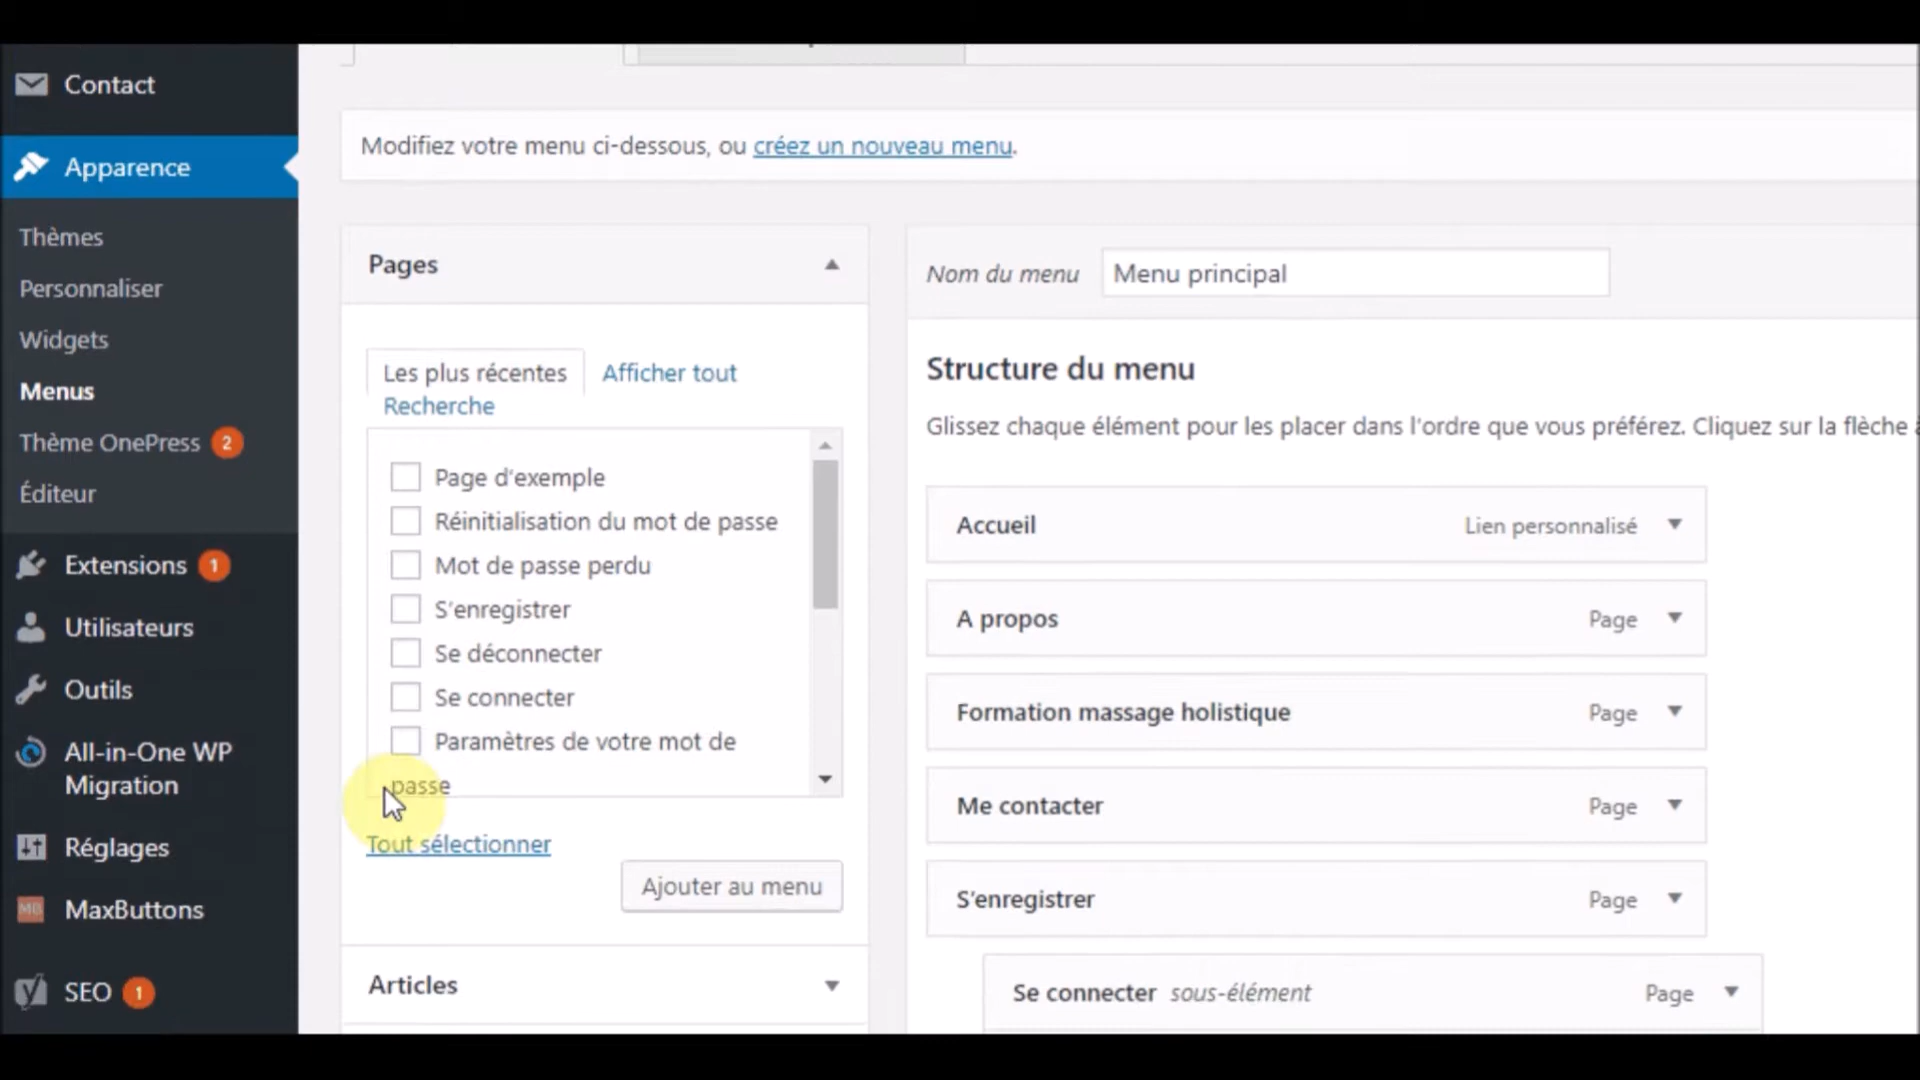 Contact
Apparence
Thèmes
Personnaliser
Widgets
Menus
Thème OnePress 2
Éditeur
Extensions 1
Utilisateurs
Outils
All-in-One WP
Migration
Réglages
MaxButtons
SEO 1
Modifiez votre menu ci-dessous, ou créez un nouveau menu.
Pages
Les plus récentes Afficher tout
Recherche
Page d'exemple
Réinitialisation du mot de passe
Mot de passe perdu
S'enregistrer
Se déconnecter
Se connecter
Paramètres de votre mot de
passe
Tout sélectionner
Ajouter au menu
Articles
Nom du menu Menu principal
Structure du menu
Glissez chaque élément pour les placer dans l'ordre que vous préférez. Cliquez sur la flèche
Accueil Lien personnalisé
A propos Page
Formation massage holistique Page
Me contacter Page
S'enregistrer Page
Se connecter sous-élément Page